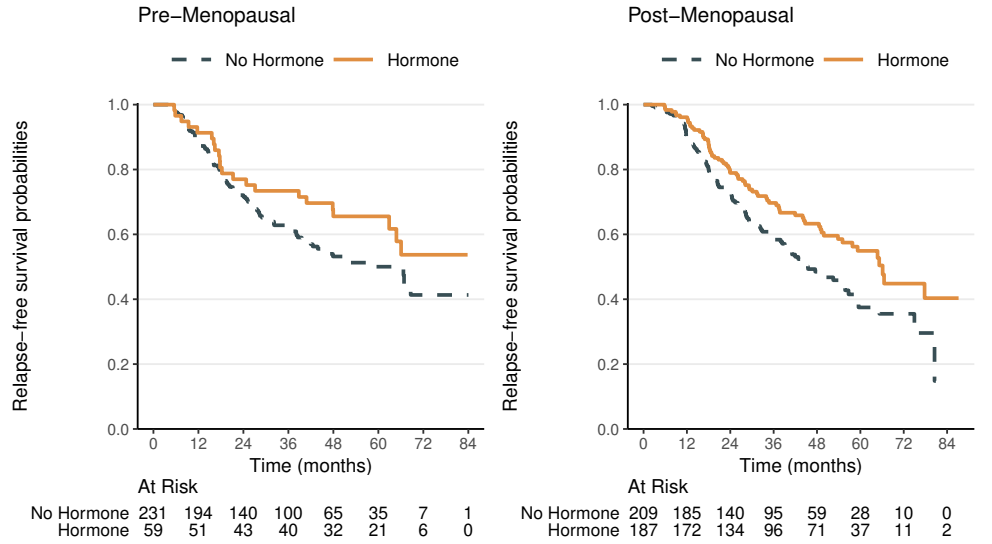 Pre−Menopausal
No Hormone Hormone
Relapse−free survival probabilities
1.0
0.8
0.6
0.4
0.2
0.0
0 12 24 36 48 60 72 84
Time (months)
At Risk
No Hormone 231 194 140 100 65 35 7 1
Hormone 59 51 43 40 32 21 6 0
Post−Menopausal
No Hormone Hormone
Relapse−free survival probabilities
1.0
0.8
0.6
0.4
0.2
0.0
0 12 24 36 48 60 72 84
Time (months)
At Risk
No Hormone 209 185 140 95 59 28 10 0
Hormone 187 172 134 96 71 37 11 2